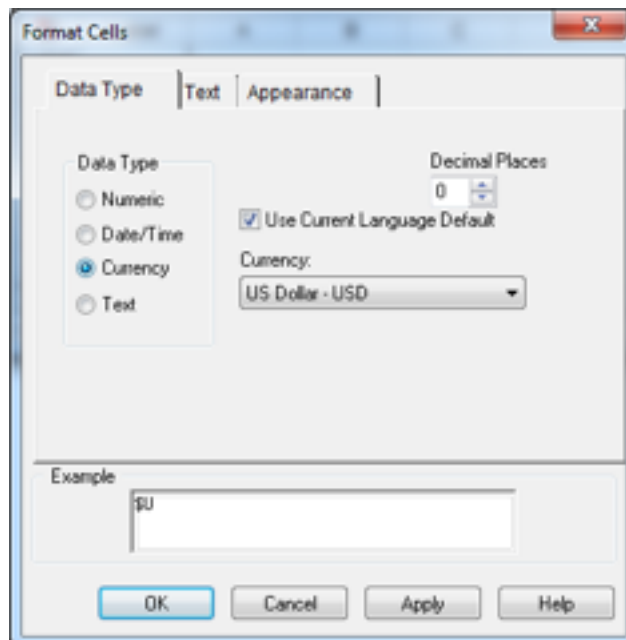 Format Cells
Data Type
Text
Appearance
Data Type
Numeric
Date/Time
Currency
Text
Decimal Places
0
Use Current Language Default
Currency:
US Dollar - USD
Example
$U
OK
Cancel
Apply
Help